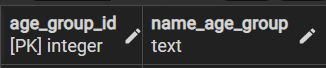 age_group_id
[PK] integer
name_age_group
text